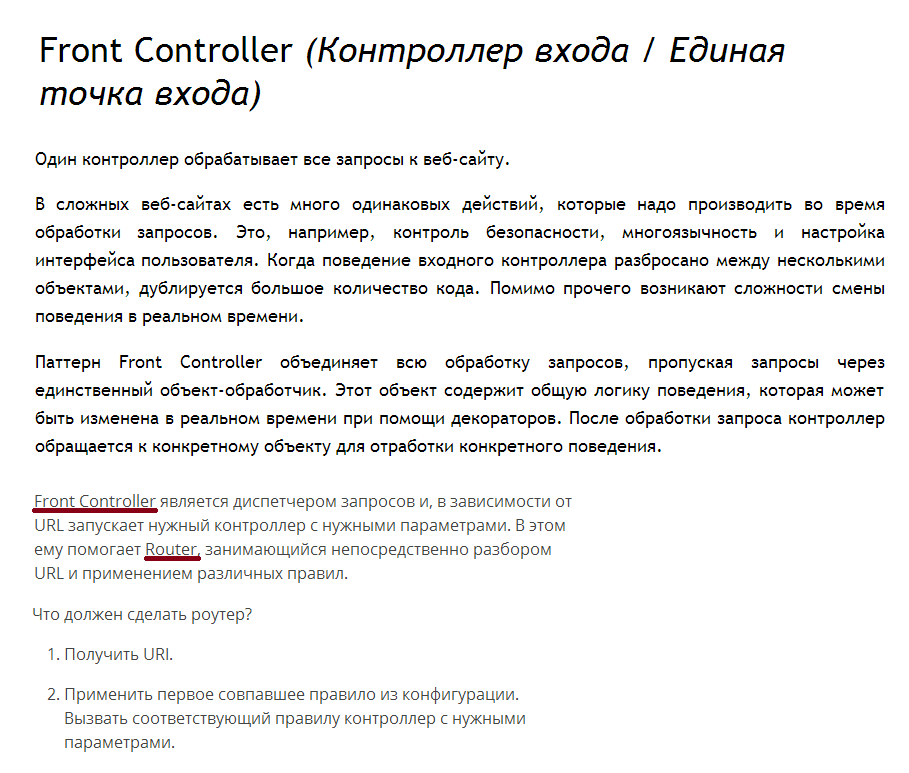 Front Controller (Контроллер входа / Единая
точка входа)
Один контроллер обрабатывает все запросы к веб-сайту.
В сложных веб-сайтах есть много одинаковых действий, которые надо производить во время
обработки запросов. Это, например, контроль безопасности, многоязычность и настройка
интерфейса пользователя. Когда поведение входного контроллера разбросано между несколькими
объектами, дублируется большое количество кода. Помимо прочего возникают сложности смены
поведения в реальном времени.
Паттерн Front Controller объединяет всю обработку запросов, пропуская запросы через
единственный объект-обработчик. Этот объект содержит общую логику поведения, которая может
быть изменена в реальном времени при помощи декораторов. После обработки запроса контроллер
обращается к конкретному объекту для отработки конкретного поведения.
Front Controller является диспетчером запросов и, в зависимости от
URL запускает нужный контроллер с нужными параметрами. В этом
ему помогает Router, занимающийся непосредственно разбором
URL и применением различных правил.
Что должен сделать роутер?
1. Получить URI.
2. Применить первое совпавшее правило из конфигурации.
Вызвать соответствующий правилу контроллер с нужными
параметрами.